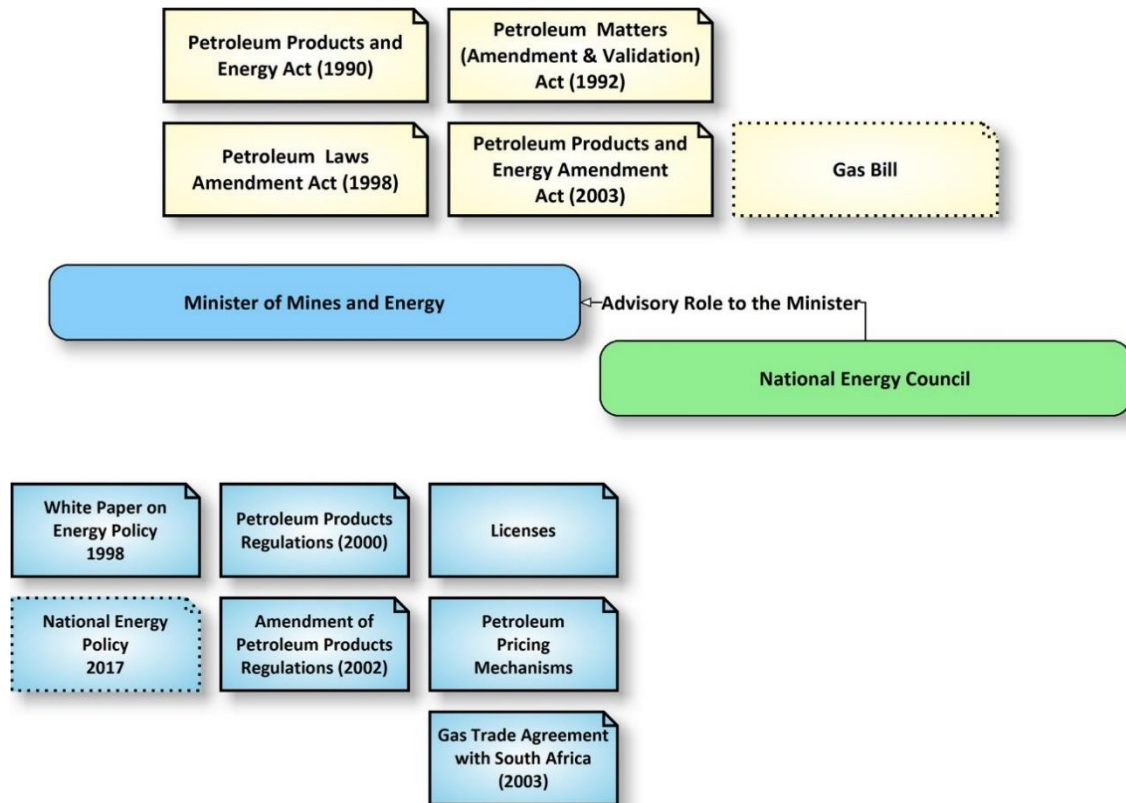 Petroleum Products and
Energy Act (1990)
Petroleum Matters
(Amendment & Validation)
Act (1992)
Petroleum Laws
Amendment Act (1998)
Petroleum Products and
Energy Amendment
Act (2003)
Gas Bill
Minister of Mines and Energy
Advisory Role to the Minister
National Energy Council
White Paper on
Energy Policy
1998
Petroleum Products
Regulations (2000)
Licenses
National Energy
Policy
2017
Amendment of
Petroleum Products
Regulations (2002)
Petroleum
Pricing
Mechanisms
Gas Trade Agreement
with South Africa
(2003)